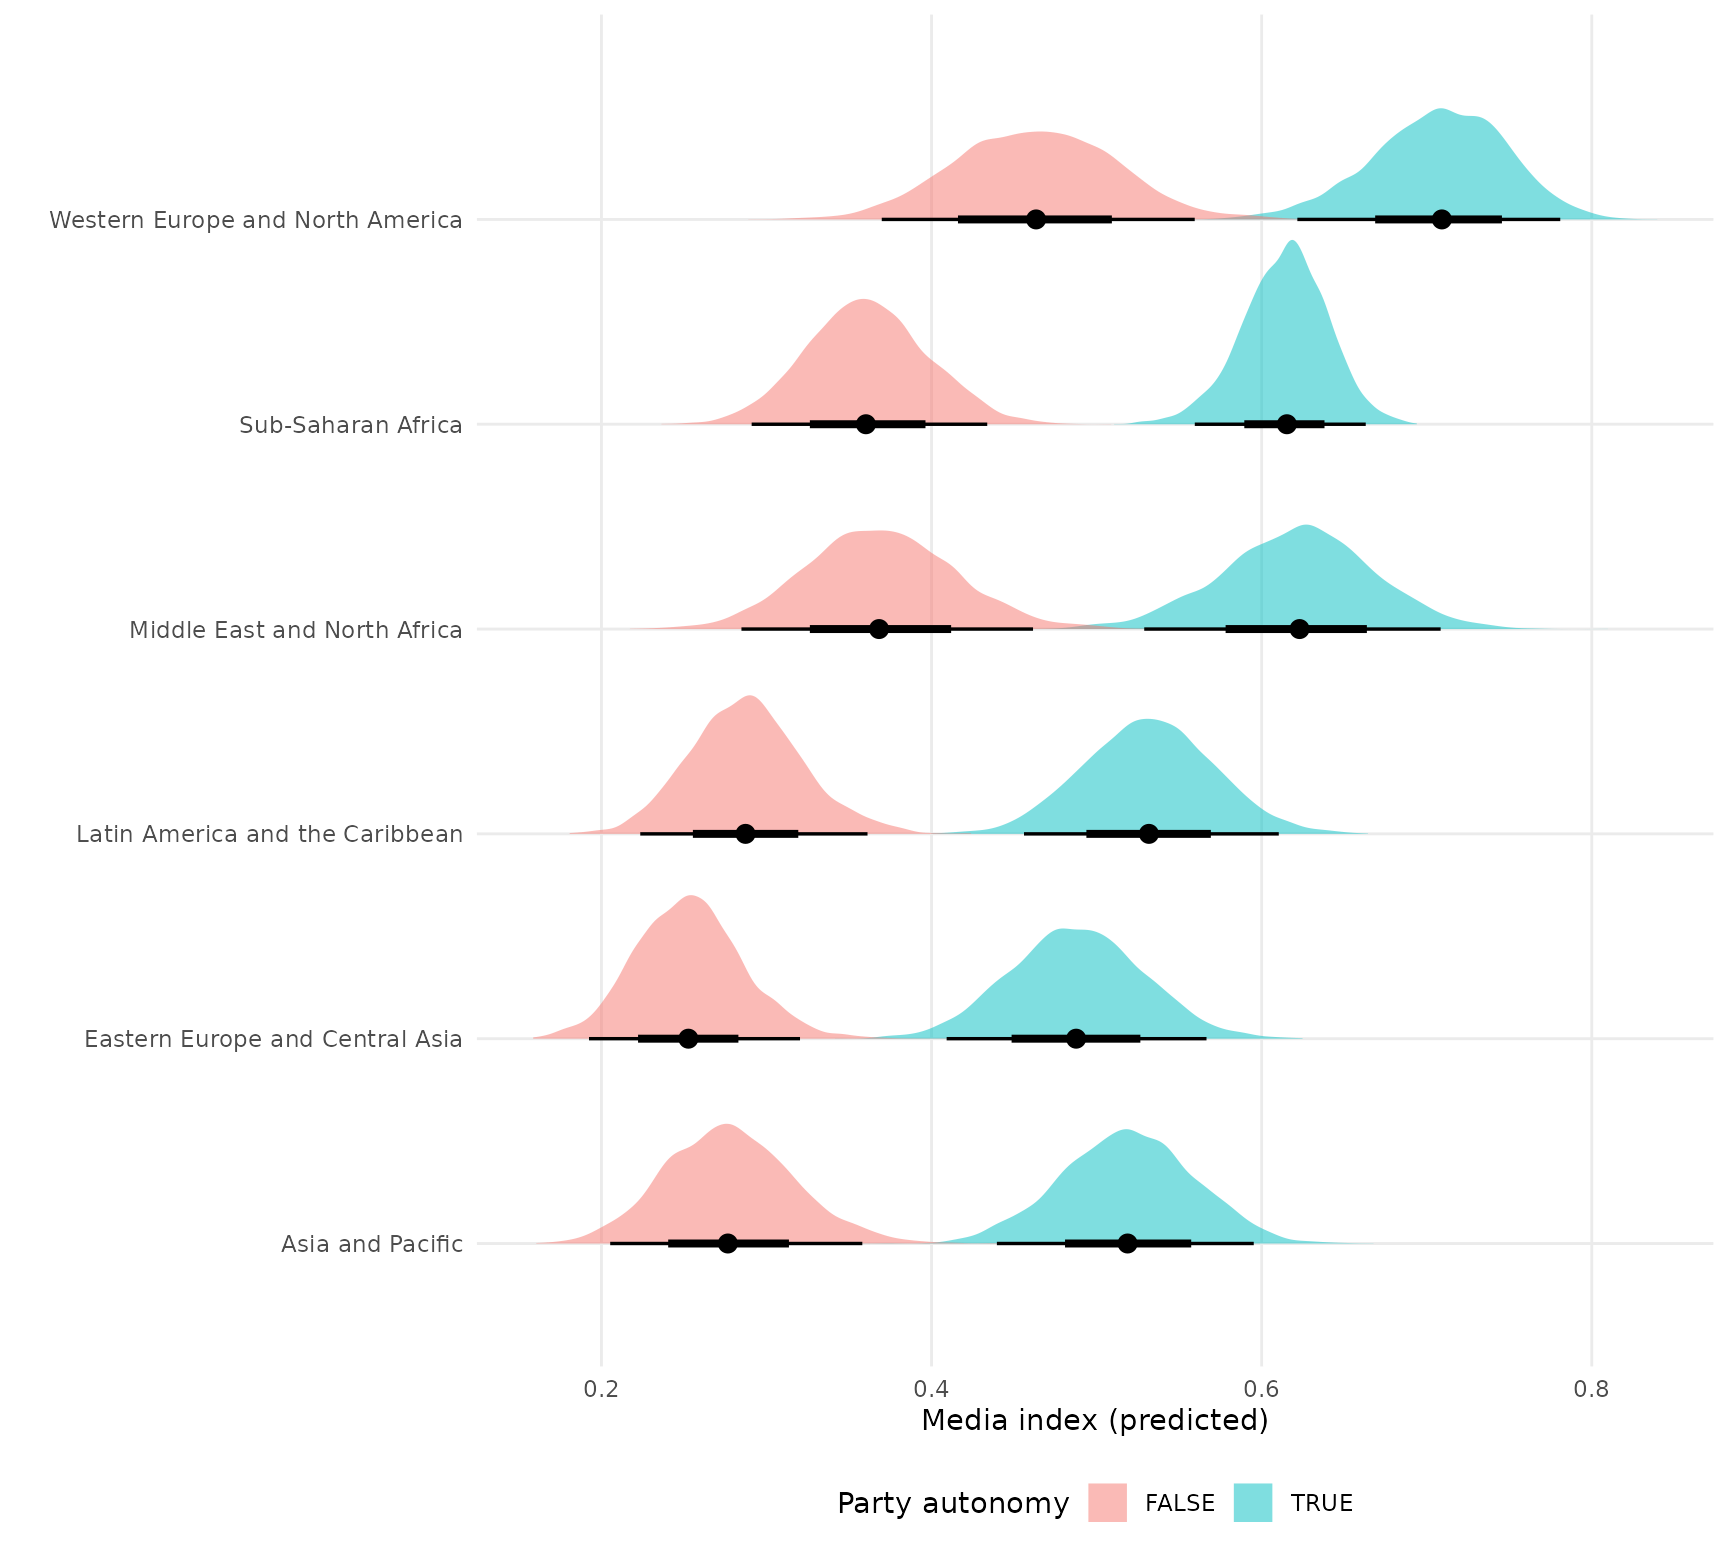 Western Europe and North America
Sub-Saharan Africa
Middle East and North Africa
Latin America and the Caribbean
Eastern Europe and Central Asia
Asia and Pacific
0.2 0.4 0.6 0.8
Media index (predicted)
Party autonomy FALSE TRUE